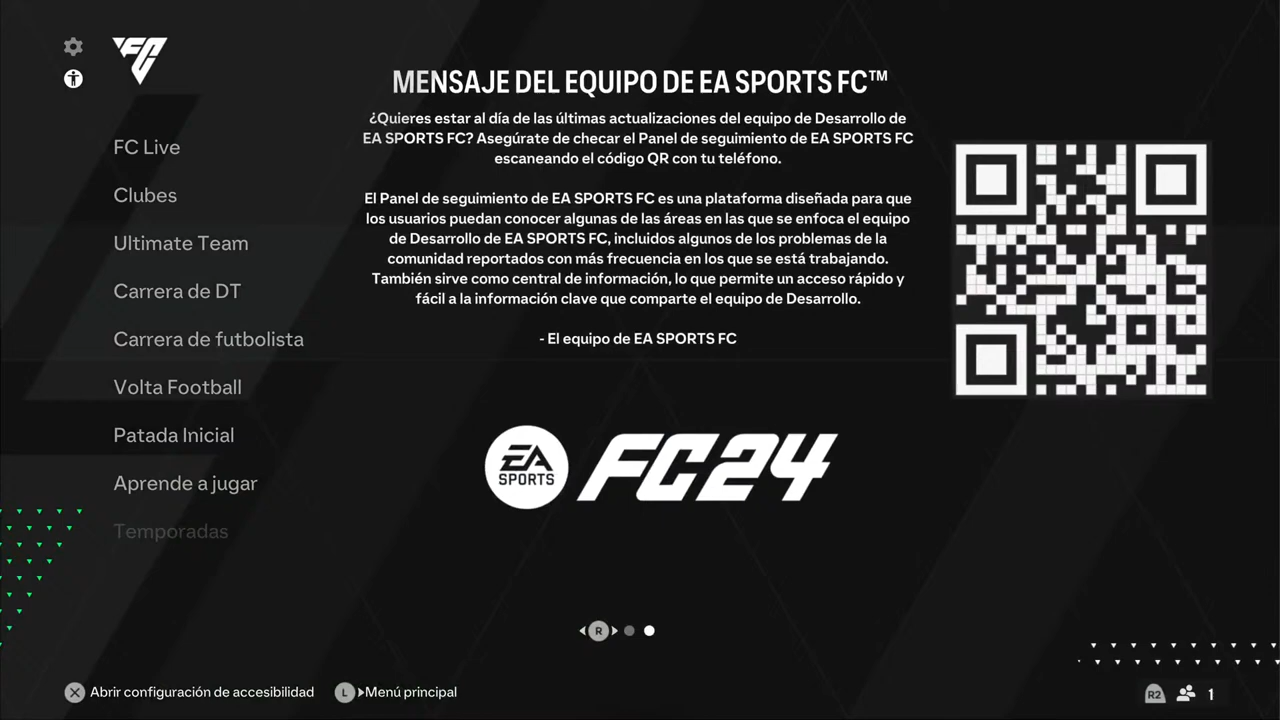 FC
MENSAJE DEL EQUIPO DE EA SPORTS FC™
¿Quieres estar al día de las últimas actualizaciones del equipo de Desarrollo de
EA SPORTS FC? Asegúrate de checar el Panel de seguimiento de EA SPORTS FC
escaneando el código QR con tu teléfono.
El Panel de seguimiento de EA SPORTS FC es una plataforma diseñada para que
los usuarios puedan conocer algunas de las áreas en las que se enfoca el equipo
de Desarrollo de EA SPORTS FC, incluidos algunos de los problemas de la
comunidad reportados con más frecuencia en los que se está trabajando.
También sirve como central de información, lo que permite un acceso rápido y
fácil a la información clave que comparte el equipo de Desarrollo.
- El equipo de EA SPORTS FC
FC Live
Clubes
Ultimate Team
Carrera de DT
Carrera de futbolista
Volta Football
Patada Inicial
Aprende a jugar
Temporadas
EA
SPORTS
FC24
R
Abrir configuración de accesibilidad
L Menú principal
R2 1